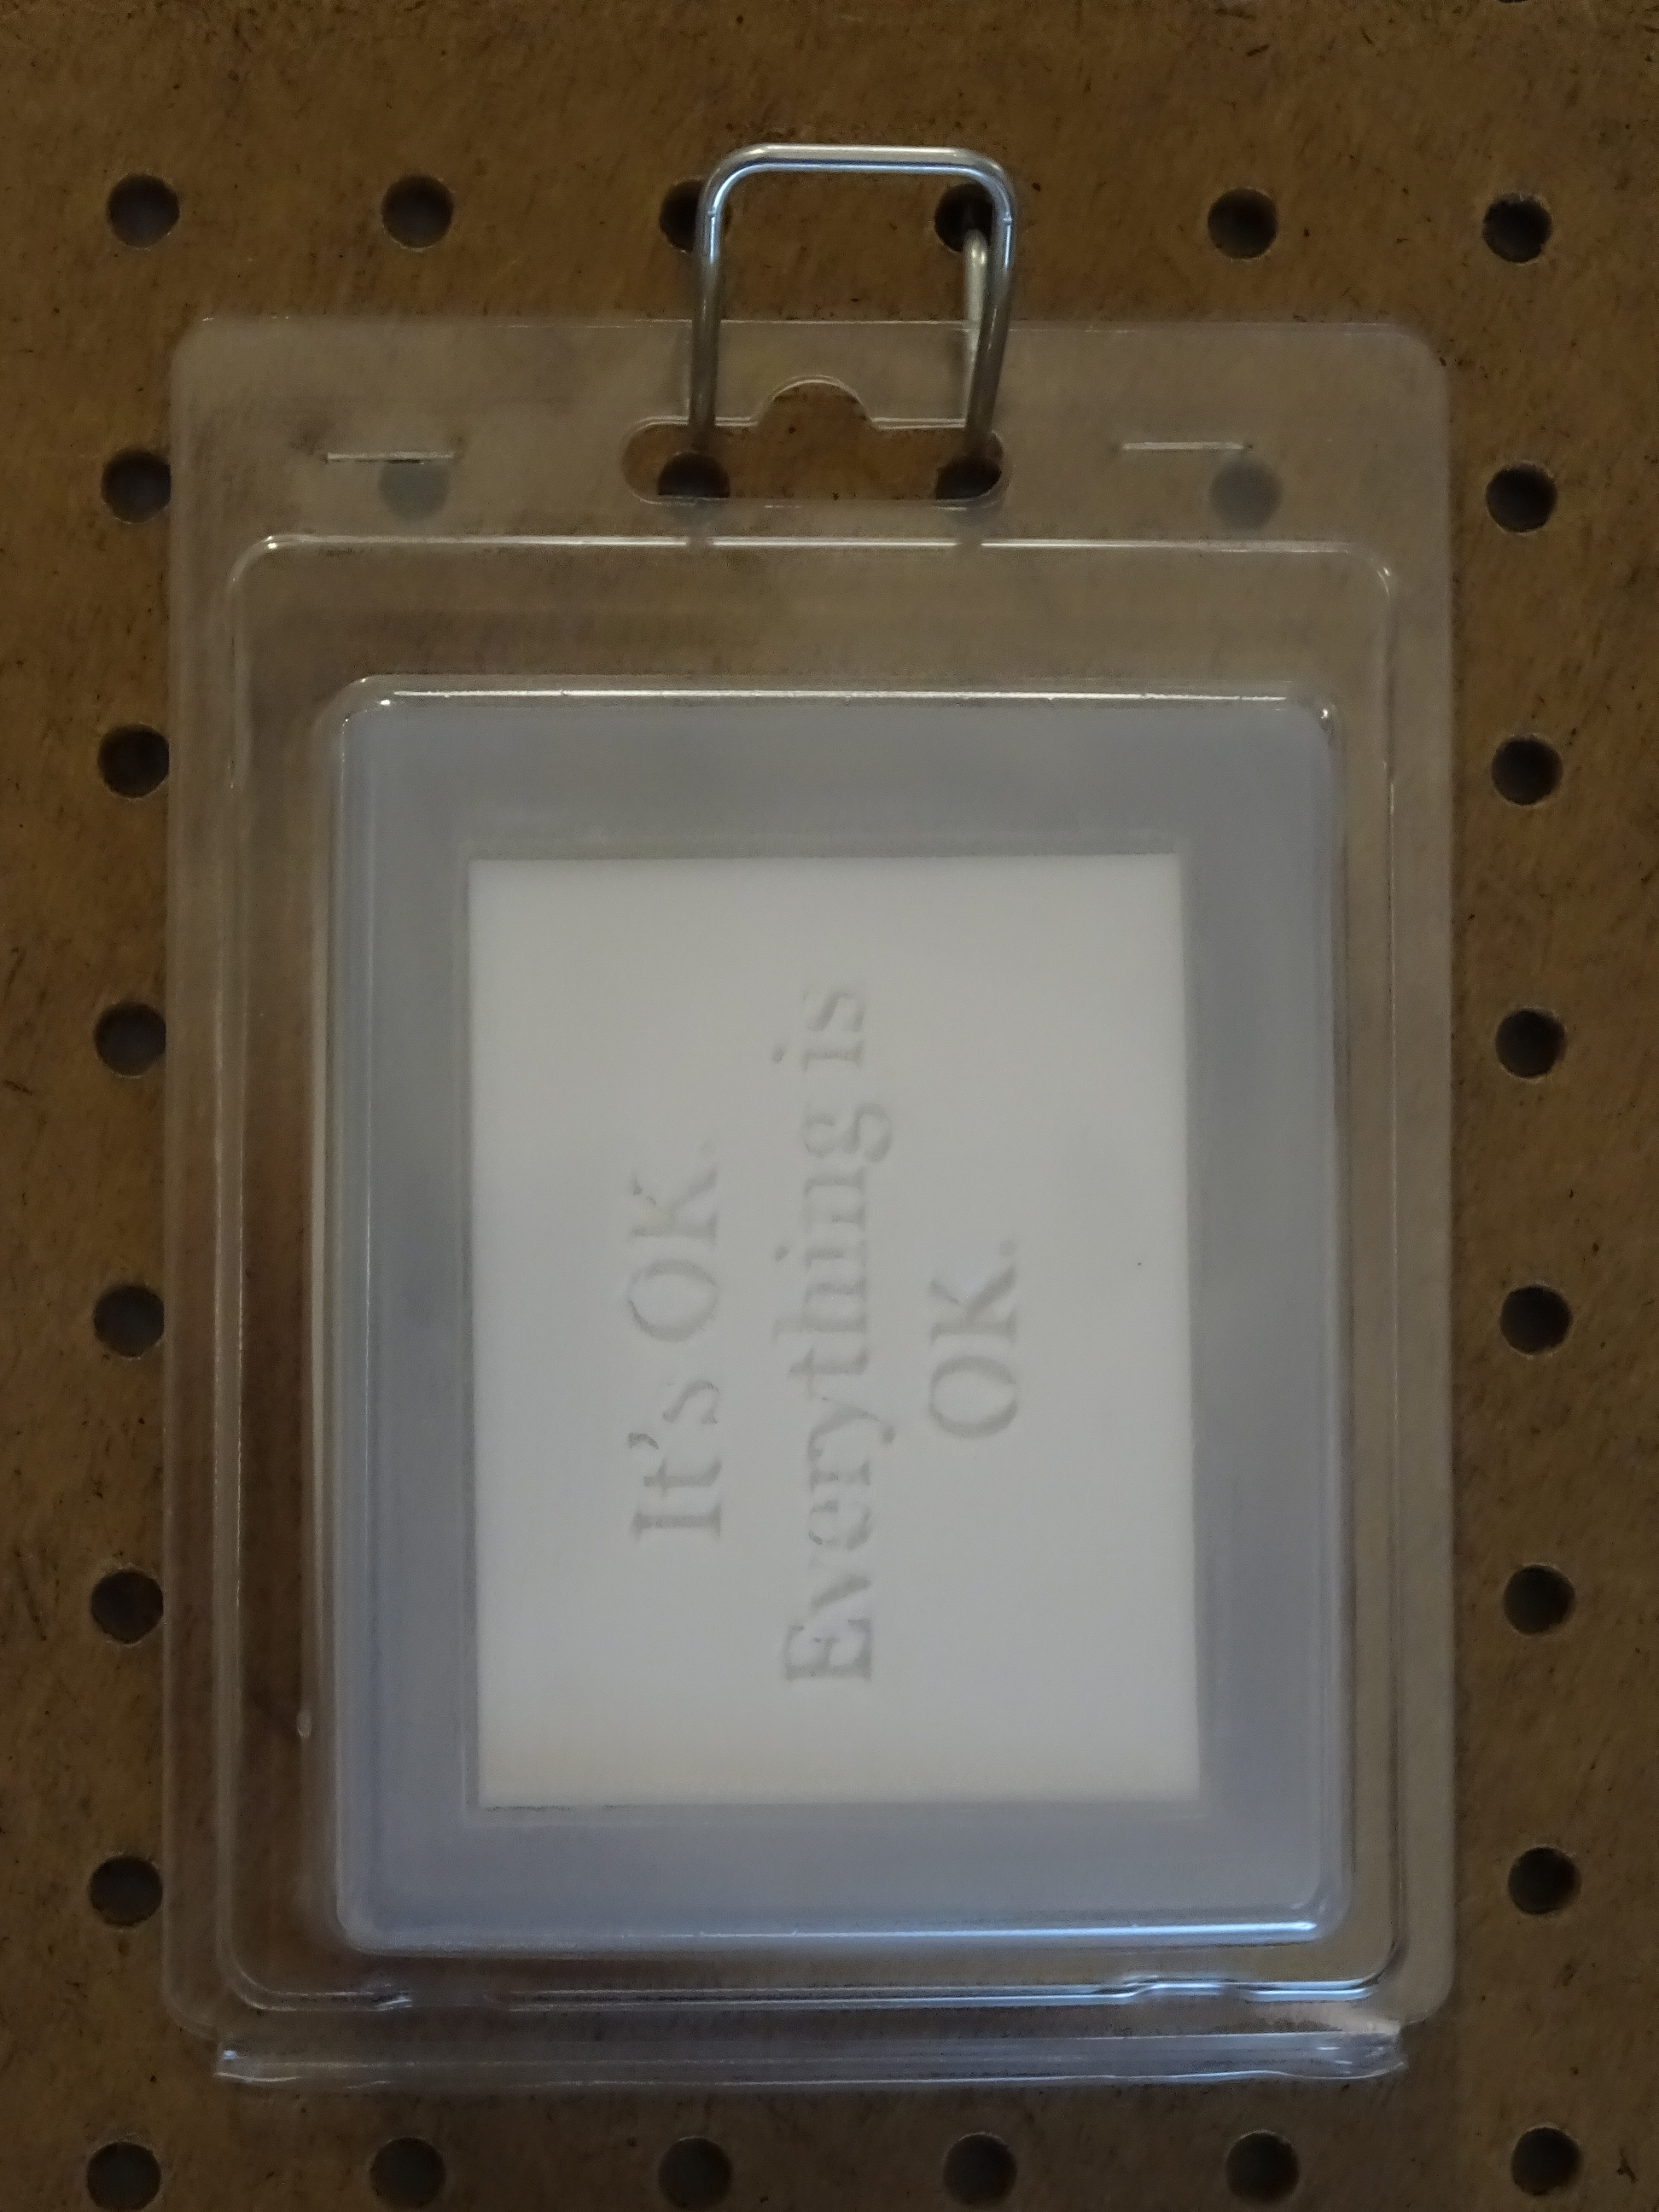 It's OK.
Everything is
OK.